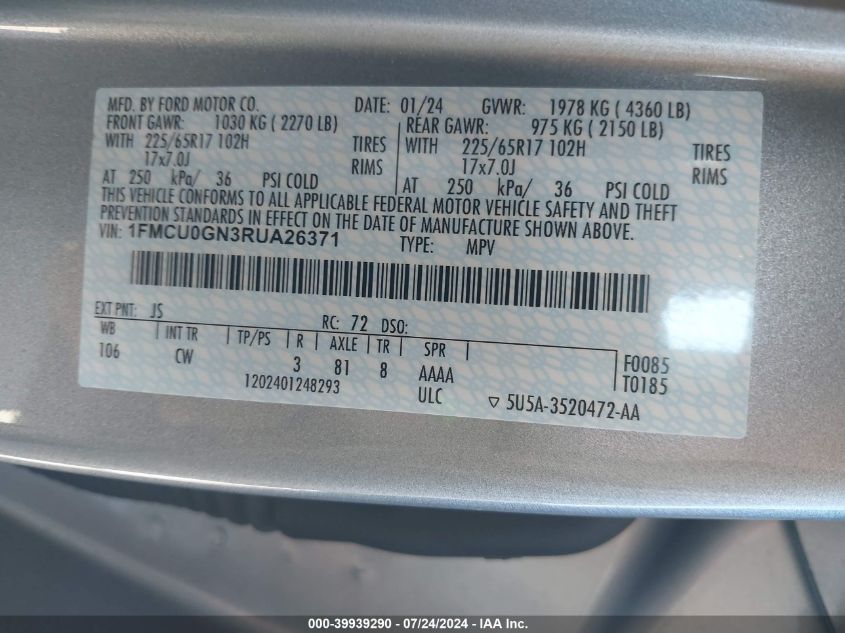 MFD. BY FORD MOTOR CO. DATE: 01/24 GVWR: 1978 KG ( 4360 LB)
FRONT GAWR: 1030 KG ( 2270 LB) REAR GAWR: 975 KG ( 2150 LB)
WITH 225/65R17 102H TIRES WITH 225/65R17 102H TIRES
17x7.0J RIMS 17x7.0J RIMS
AT 250 kPa/ 36 PSI COLD AT 250 kPa/ 36 PSI COLD
THIS VEHICLE CONFORMS TO ALL APPLICABLE FEDERAL MOTOR VEHICLE SAFETY AND THEFT
PREVENTION STANDARDS IN EFFECT ON THE DATE OF MANUFACTURE SHOWN ABOVE.
VIN: 1FMCU0GN3RUA26371 TYPE: MPV
EXT PNT: JS RC: 72 DSO:
WB INT TR TP/PS R AXLE TR SPR
106 CW 3 81 8 AAAA F0085
1202401248293 ULC T0185
▽ 5U5A-3520472-AA
000-39939290 - 07/24/2024 - IAA Inc.